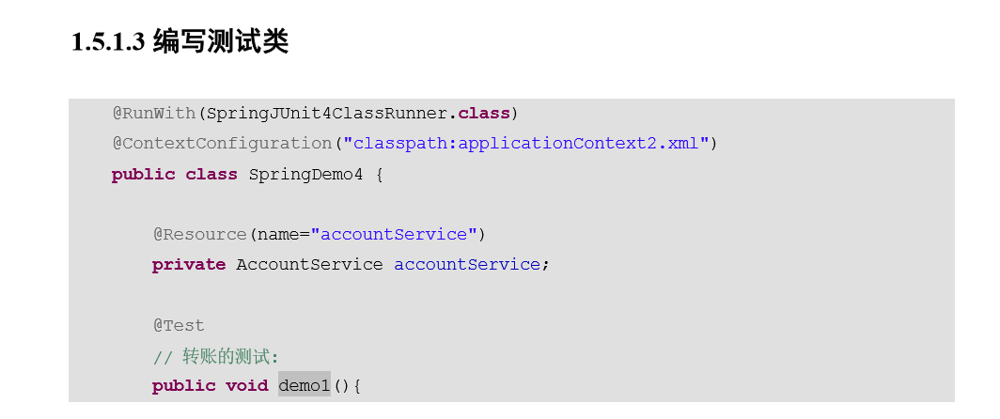 1.5.1.3 编写测试类
@RunWith(SpringJUnit4ClassRunner.class)
@ContextConfiguration("classpath:applicationContext2.xml")
public class SpringDemo4 {
@Resource(name="accountService")
private AccountService accountService;
@Test
// 转账的测试:
public void demo1(){